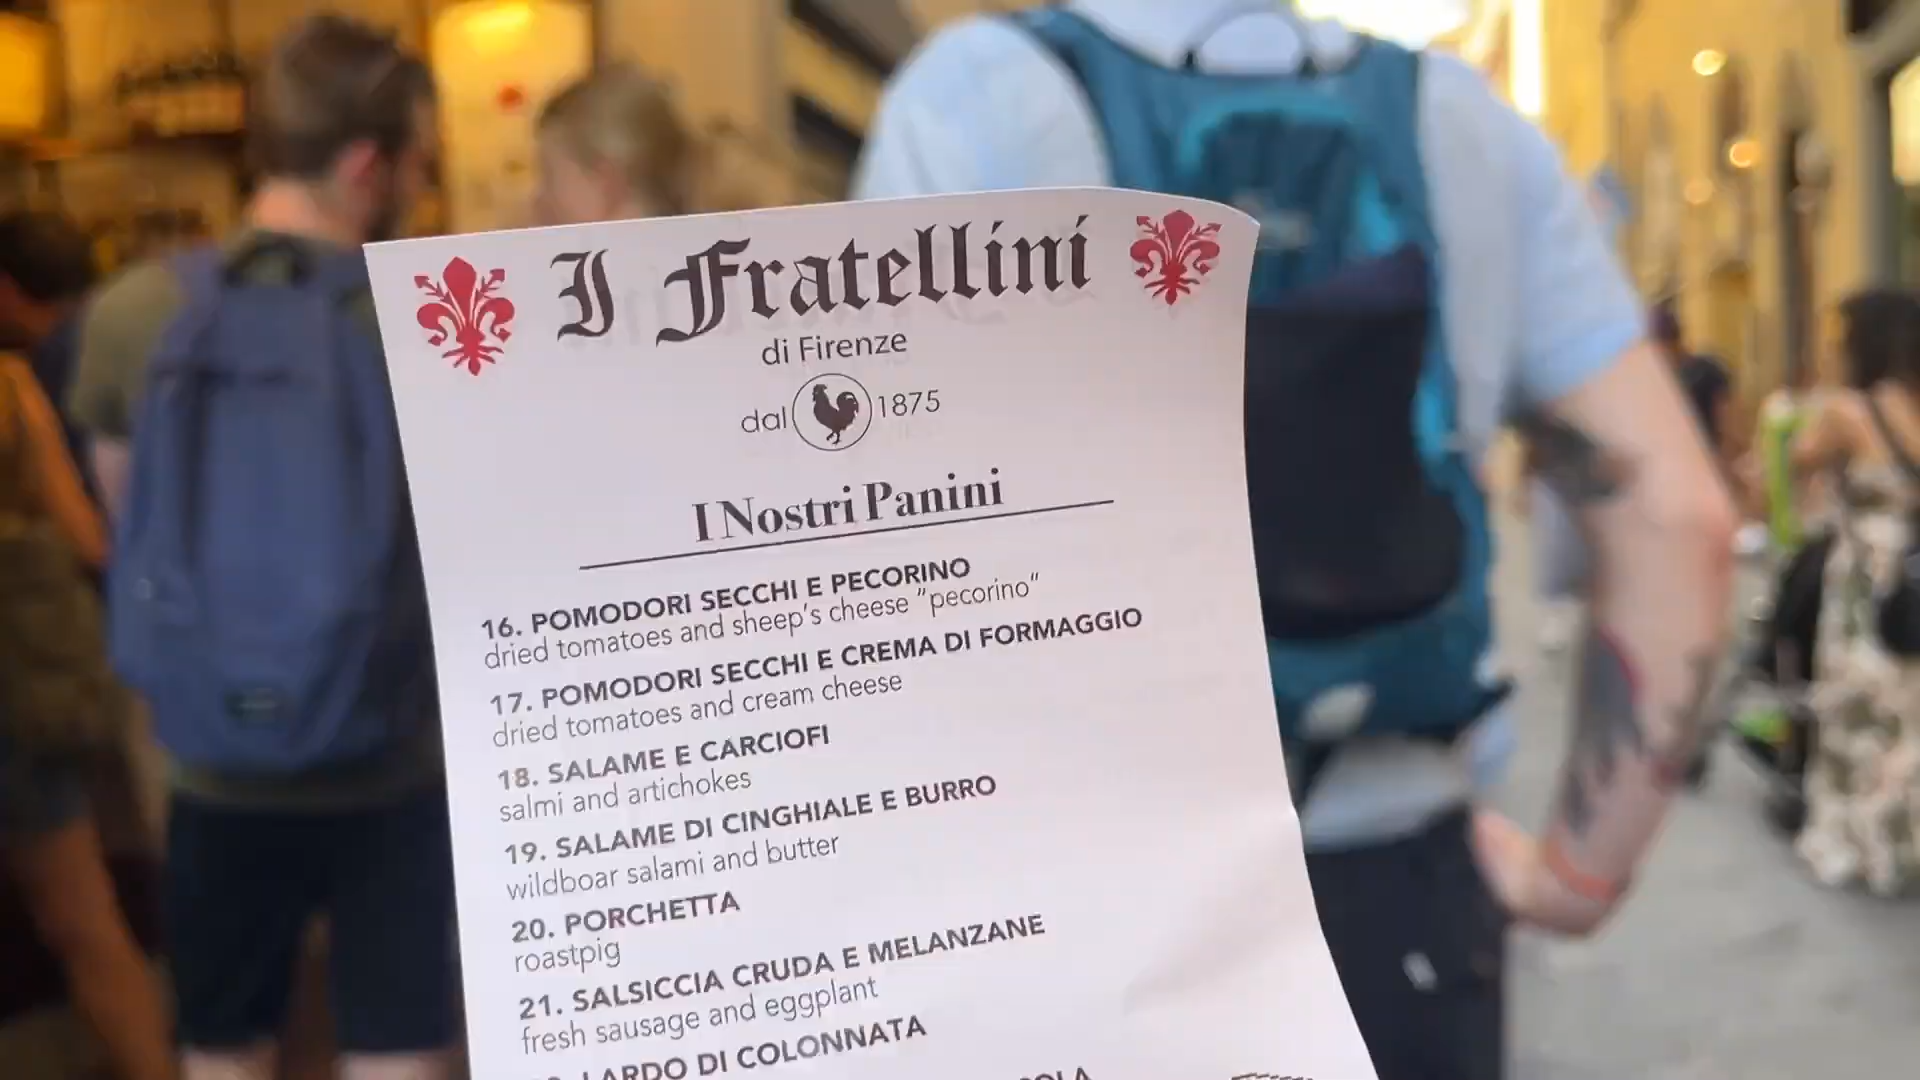 I Fratellini
di Firenze
dal 1875
I Nostri Panini
16. POMODORI SECCHI E PECORINO
dried tomatoes and sheep's cheese "pecorino"
17. POMODORI SECCHI E CREMA DI FORMAGGIO
dried tomatoes and cream cheese
18. SALAME E CARCIOFI
salmi and artichokes
19. SALAME DI CINGHIALE E BURRO
wildboar salami and butter
20. PORCHETTA
roastpig
21. SALSICCIA CRUDA E MELANZANE
fresh sausage and eggplant
LARDO DI COLONNATA